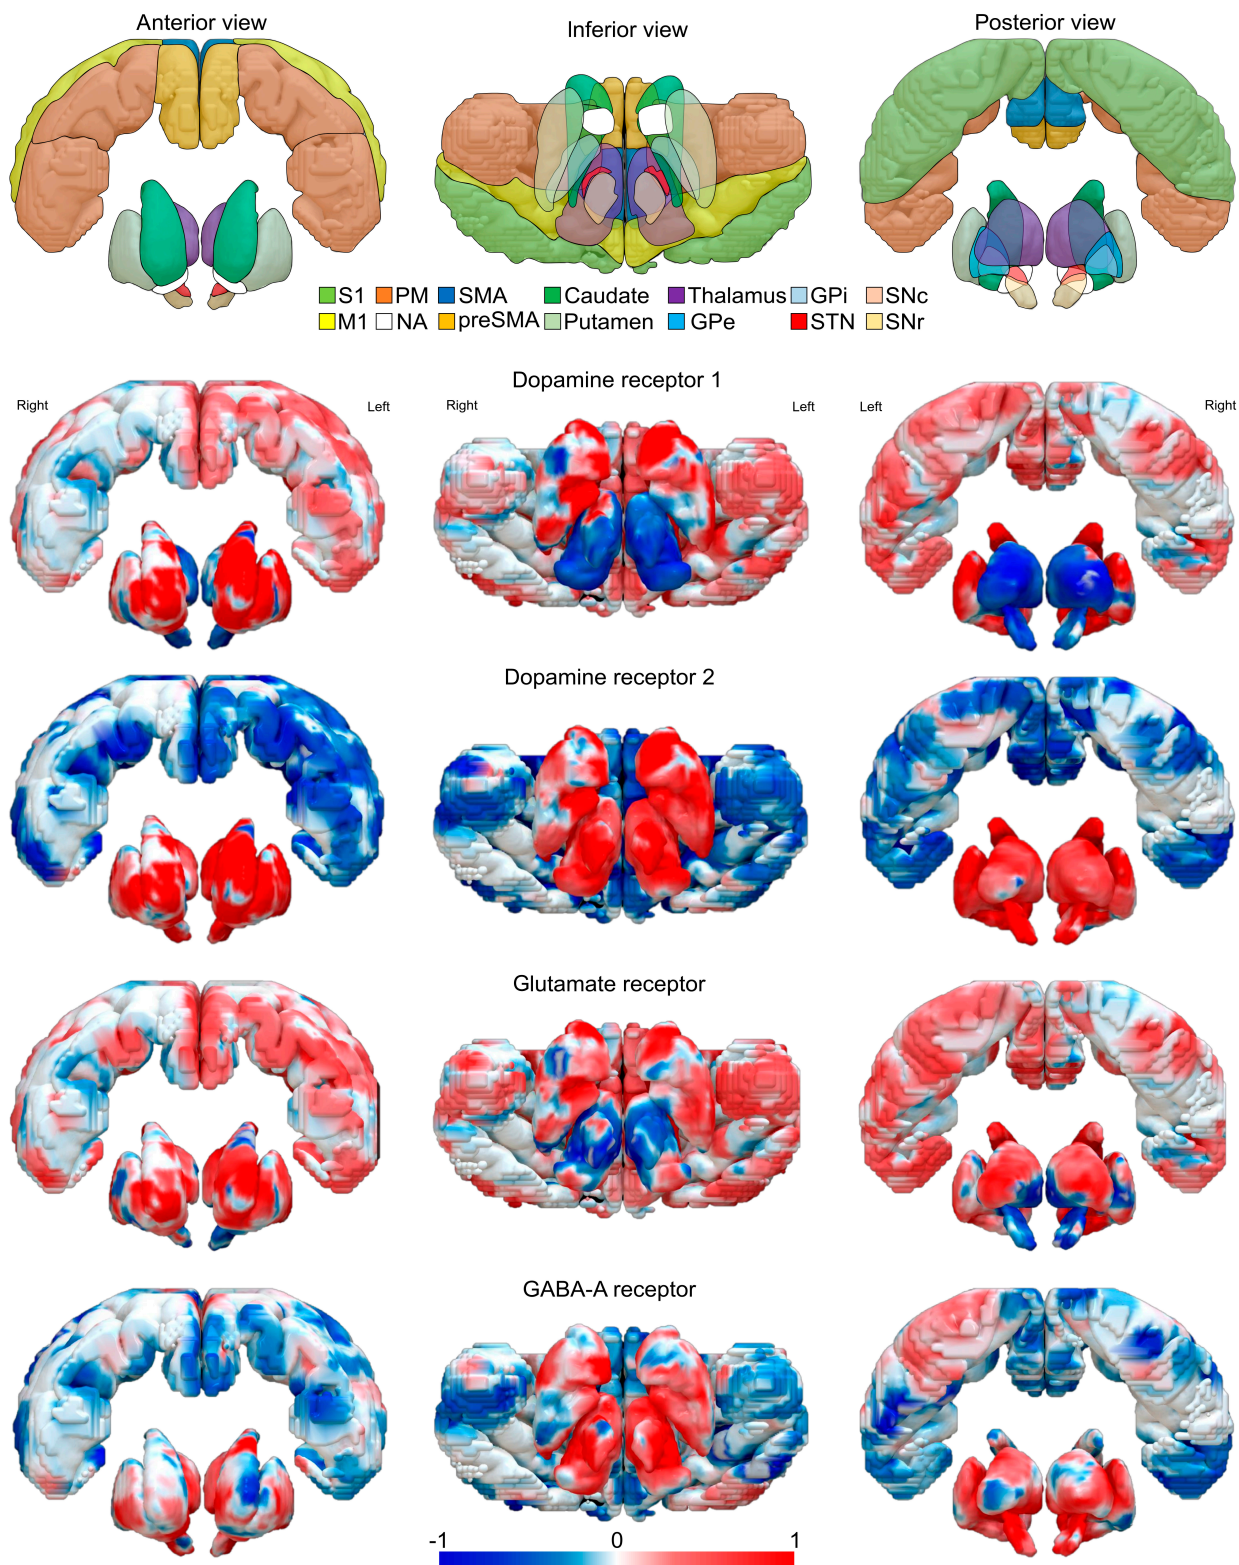 Anterior view
Inferior view
Posterior view
S1 PM SMA Caudate Thalamus GPi SNc
M1 NA preSMA Putamen GPe STN SNr
Dopamine receptor 1
Right Left Right Left Left Right
Dopamine receptor 2
Glutamate receptor
GABA-A receptor
-1 0 1